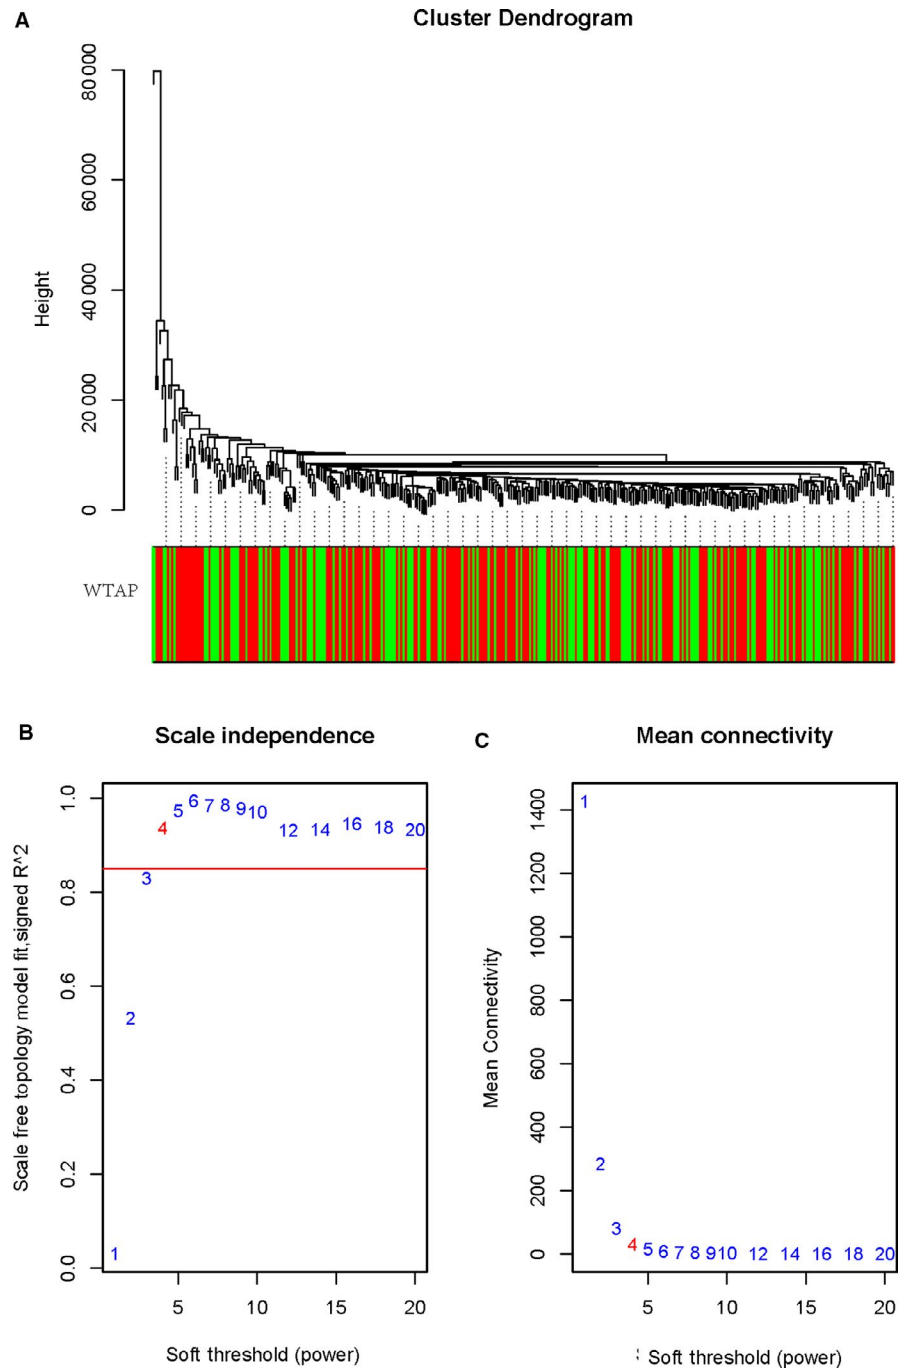 A
Cluster Dendrogram
Height
80 000
60 000
40 000
20 000
0
WTAP
B
Scale independence
Scale free topology model fit,signed R^2
1.0
0.8
0.6
0.4
0.2
0.0
1 2 3 4 5 6 7 8 9 10 12 14 16 18 20
5 10 15 20
Soft threshold (power)
C
Mean connectivity
Mean Connectivity
1400
1200
1000
800
600
400
200
0
1 2 3 4 5 6 7 8 9 10 12 14 16 18 20
5 10 15 20
Soft threshold (power)